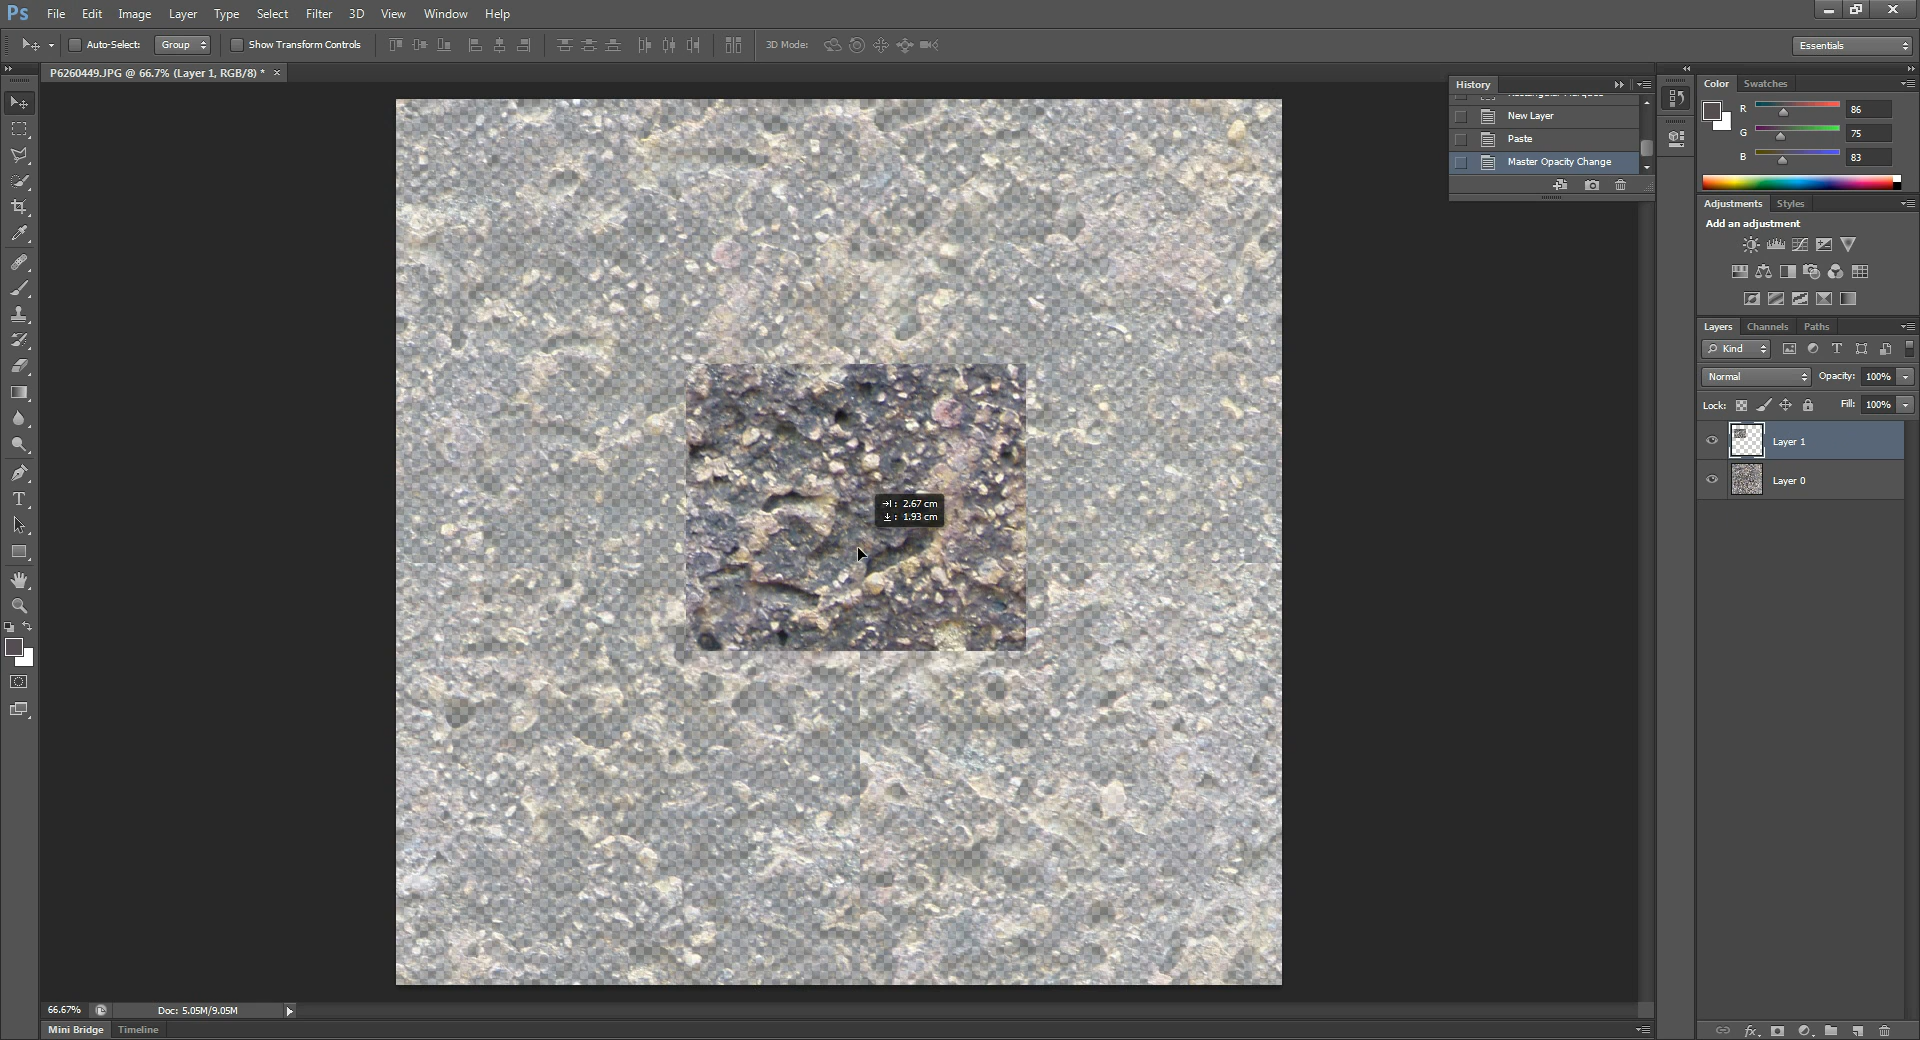 Ps File Edit Image Layer Type Select Filter 3D View Window Help
Auto-Select: Group Show Transform Controls 3D Mode: Essentials
P6260449.JPG @ 66.7% (Layer 1, RGB/8) * ×
History
Rectangular Marquee
New Layer
Paste
Master Opacity Change
Color Swatches
R 86
G 75
B 83
Adjustments Styles
Add an adjustment
Layers Channels Paths
Kind
Normal Opacity: 100%
Lock: Fill: 100%
Layer 1
Layer 0
2.67 cm
1.93 cm
66.67% Doc: 5.05M/9.05M
Mini Bridge Timeline